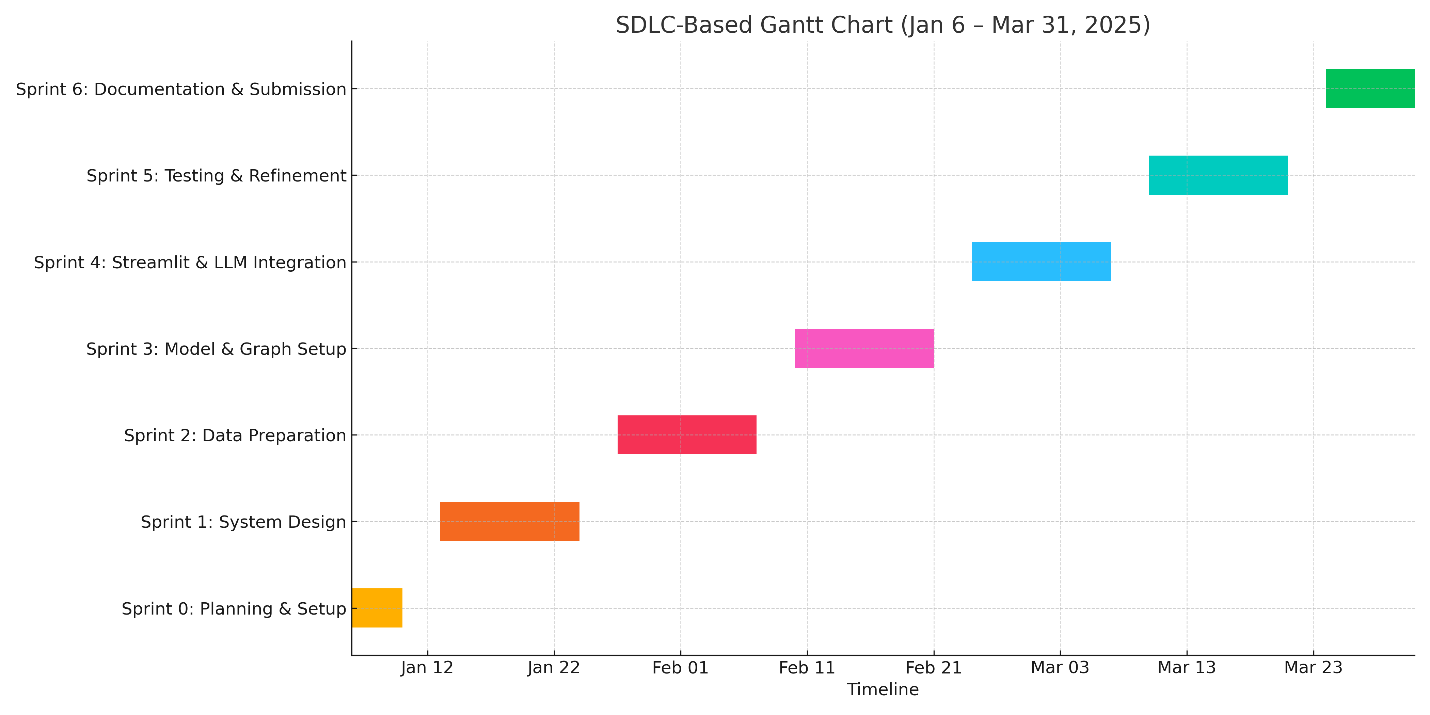 SDLC-Based Gantt Chart (Jan 6 – Mar 31, 2025)
Sprint 6: Documentation & Submission
Sprint 5: Testing & Refinement
Sprint 4: Streamlit & LLM Integration
Sprint 3: Model & Graph Setup
Sprint 2: Data Preparation
Sprint 1: System Design
Sprint 0: Planning & Setup
Jan 12 Jan 22 Feb 01 Feb 11 Feb 21 Mar 03 Mar 13 Mar 23
Timeline